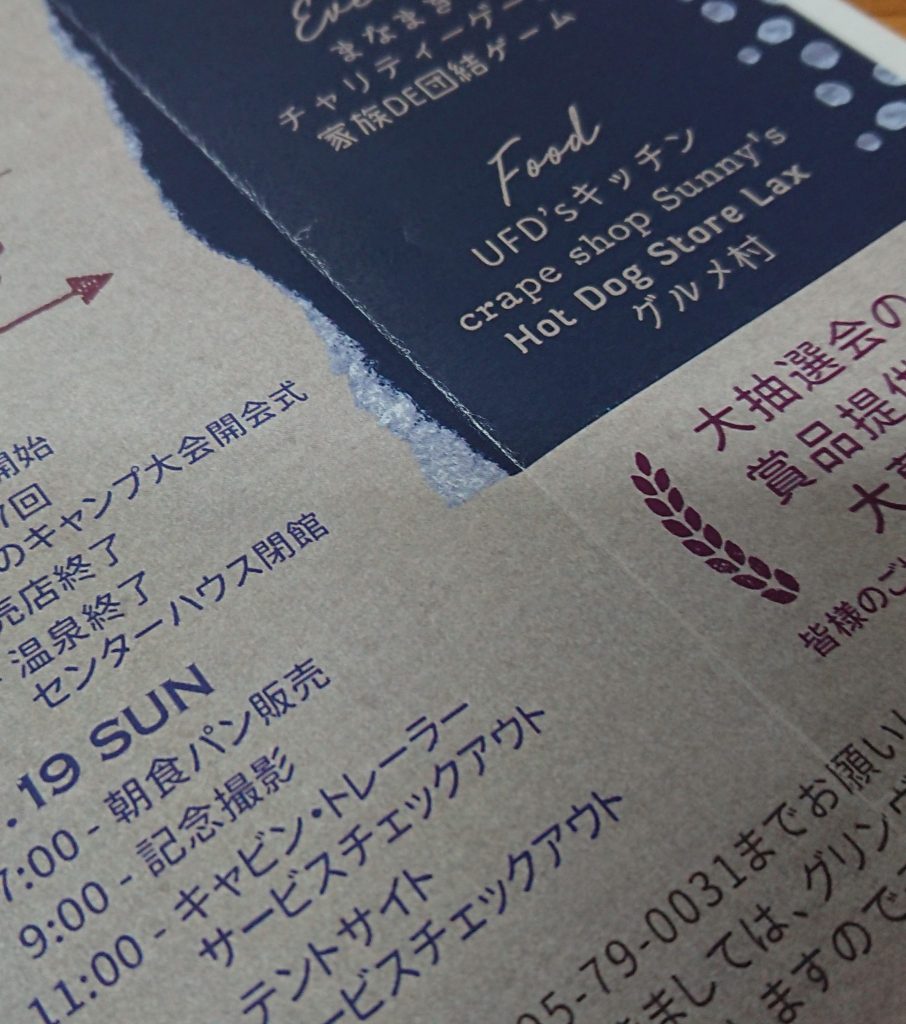 まなまき
チャリティーゲー
家族DE団結ゲーム
Food
UFD'sキッチン
crape shop Sunny's
Hot Dog Store Lax
グルメ村
大抽選会の
賞品提供
大
皆様のご
開始
7回
のキャンプ大会開会式
売店終了
温泉終了
センターハウス閉館
. 19 SUN
7:00 - 朝食パン販売
9:00 - 記念撮影
11:00 - キャビン・トレーラー
サービスチェックアウト
テントサイト
ービスチェックアウト
95-79-0031までお願い
ましては、グリンヴ
ますので